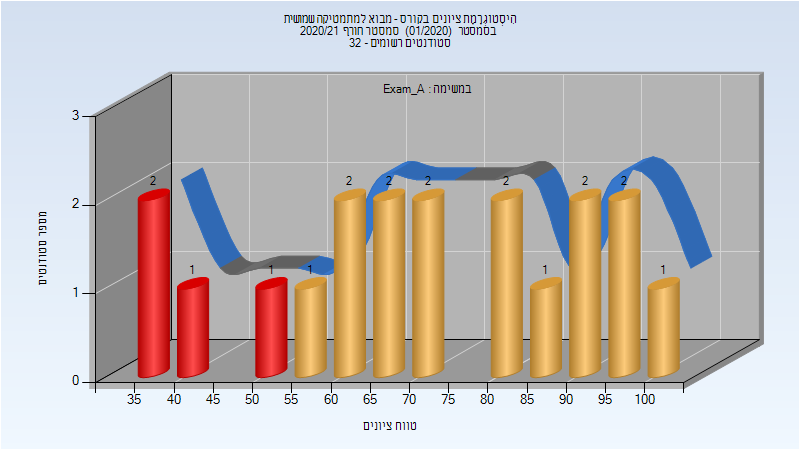 היסטוגרמת ציונים בקורס - מבוא למתמטיקה שמושית
בסמסטר (01/2020) סמסטר חורף 2020/21
סטודנטים רשומים - 32
במשימה : Exam_A
מספר סטודנטים
3
2
1
0
2
1
1
1
2
2
2
2
1
2
2
1
35 40 45 50 55 60 65 70 75 80 85 90 95 100
טווח ציונים